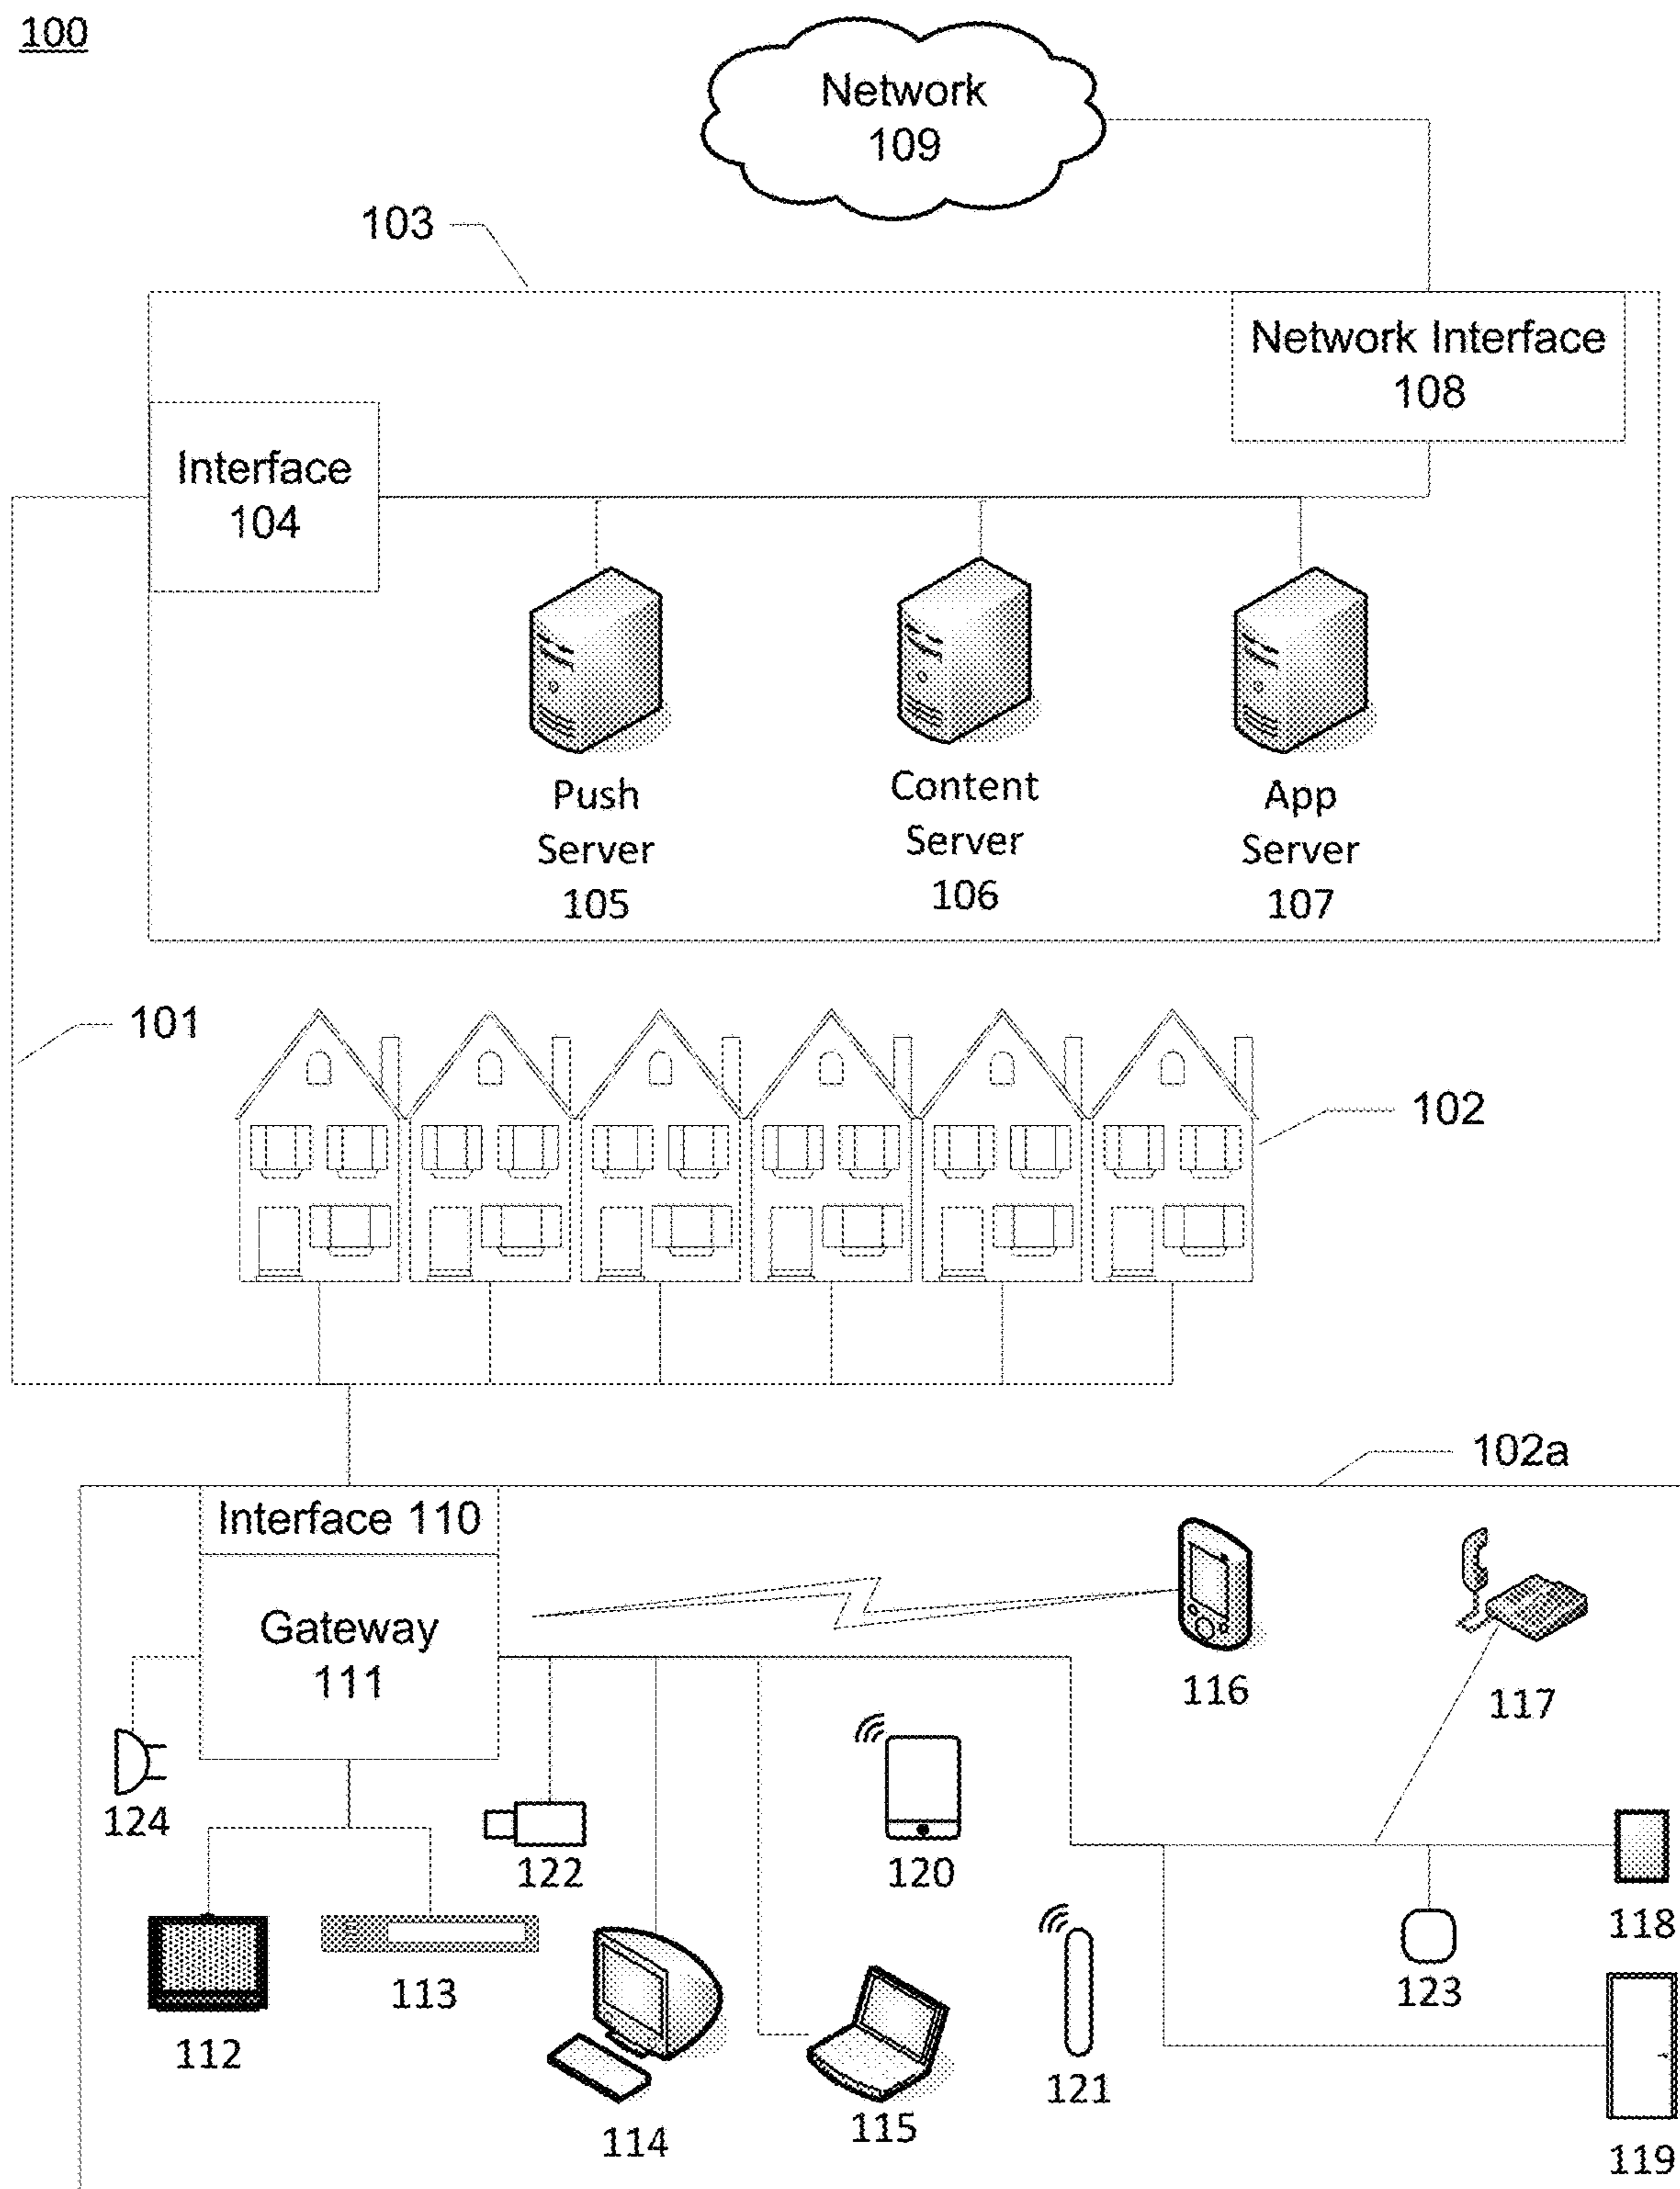 100
Network
109
103
Network Interface
108
Interface
104
Push
Server
105
Content
Server
106
App
Server
107
101
102
102a
Interface 110
Gateway
111
116
117
124
122
120
118
123
112
113
114
115
121
119